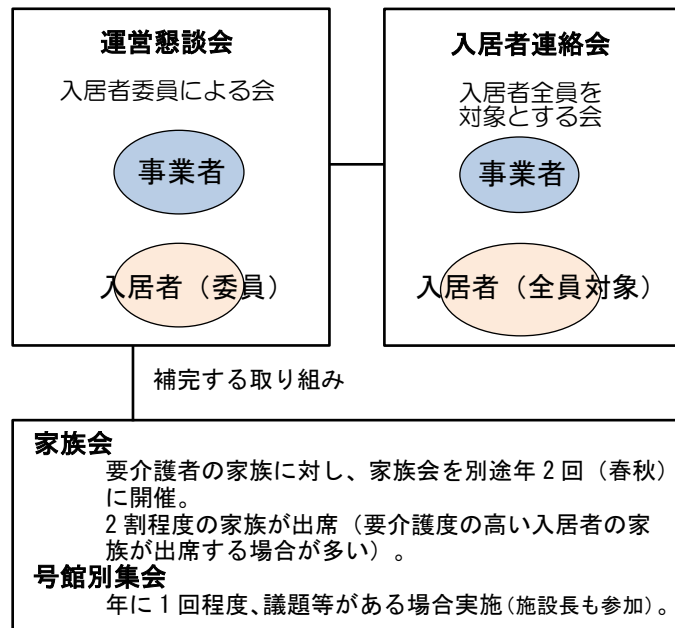 運営懇談会
入居者委員による会
事業者
入居者（委員）
入居者連絡会
入居者全員を
対象とする会
事業者
入居者（全員対象）
補完する取り組み
家族会
要介護者の家族に対し、家族会を別途年２回（春秋）
に開催。
２割程度の家族が出席（要介護度の高い入居者の家
族が出席する場合が多い）。
号館別集会
年に１回程度、議題等がある場合実施（施設長も参加）。